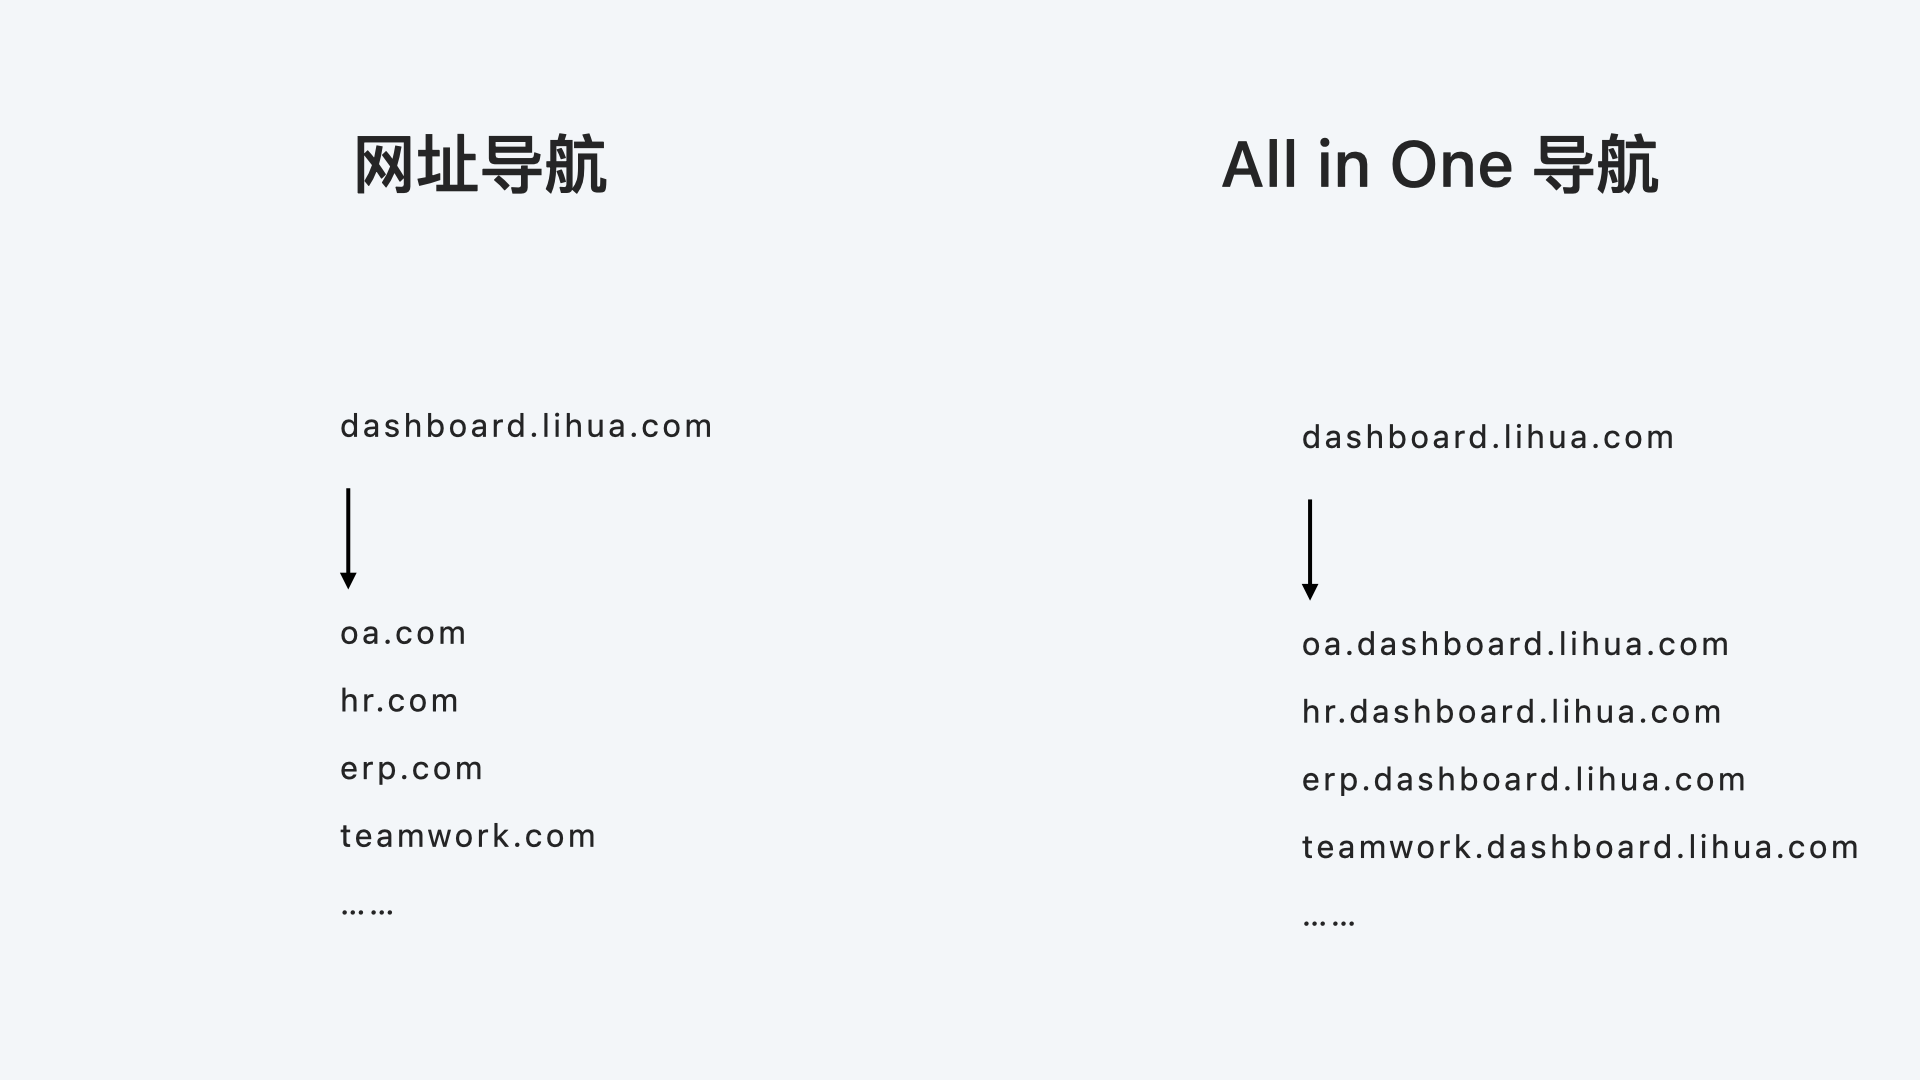 网址导航
dashboard.lihua.com
oa.com
hr.com
erp.com
teamwork.com
……
All in One 导航
dashboard.lihua.com
oa.dashboard.lihua.com
hr.dashboard.lihua.com
erp.dashboard.lihua.com
teamwork.dashboard.lihua.com
……